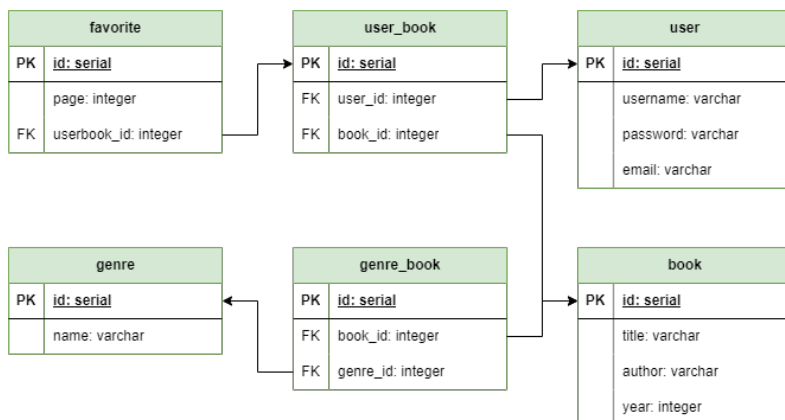 favorite
PK id: serial
page: integer
FK userbook_id: integer
user_book
PK id: serial
FK user_id: integer
FK book_id: integer
user
PK id: serial
username: varchar
password: varchar
email: varchar
genre
PK id: serial
name: varchar
genre_book
PK id: serial
FK book_id: integer
FK genre_id: integer
book
PK id: serial
title: varchar
author: varchar
year: integer